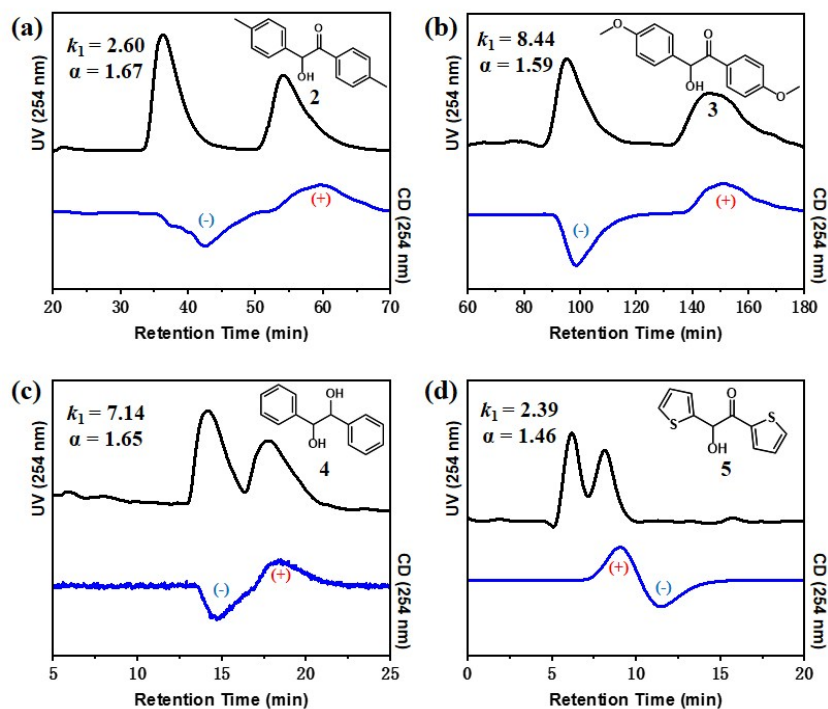 (a)
k1 = 2.60
α = 1.67
OH
O
2
UV (254 nm)
CD (254 nm)
(-)
(+)
20 30 40 50 60 70
Retention Time (min)
(b)
k1 = 8.44
α = 1.59
O
O
OH
O
3
UV (254 nm)
CD (254 nm)
(-)
(+)
60 80 100 120 140 160 180
Retention Time (min)
(c)
k1 = 7.14
α = 1.65
OH
OH
4
UV (254 nm)
CD (254 nm)
(-)
(+)
5 10 15 20 25
Retention Time (min)
(d)
k1 = 2.39
α = 1.46
S
O
S
OH
5
UV (254 nm)
CD (254 nm)
(+)
(-)
0 5 10 15 20
Retention Time (min)